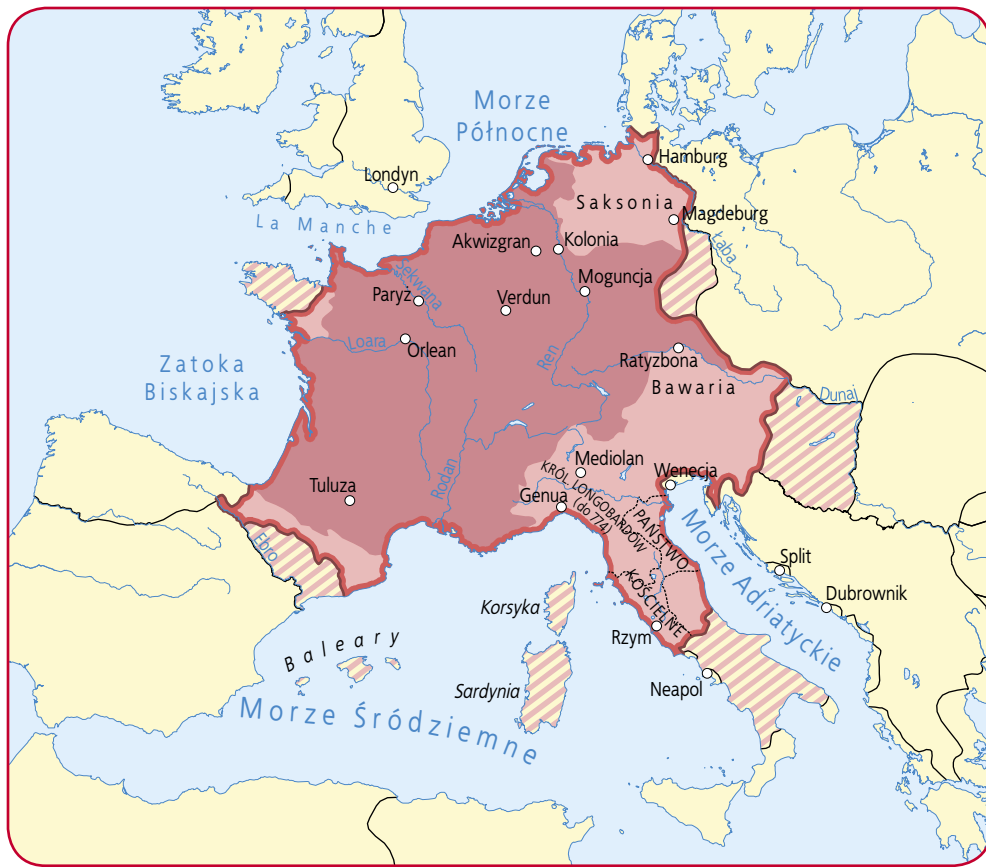 Morze
Północne
Hamburg
Londyn
Saksonia
Magdeburg
La Manche
Łaba
Akwizgran
Kolonia
Sekwana
Moguncja
Paryż
Verdun
Loara
Orlean
Ren
Ratyzbona
Zatoka
Biskajska
Bawaria
Dunaj
Mediolan
Wenecja
KRÓL. LONGOBARDÓW
(do 774)
Rodan
Tuluza
Genua
PAŃSTWO
KOŚCIELNE
Morze Adriatyckie
Ebro
Split
Dubrownik
Korsyka
Rzym
Baleary
Sardynia
Neapol
Morze Śródziemne